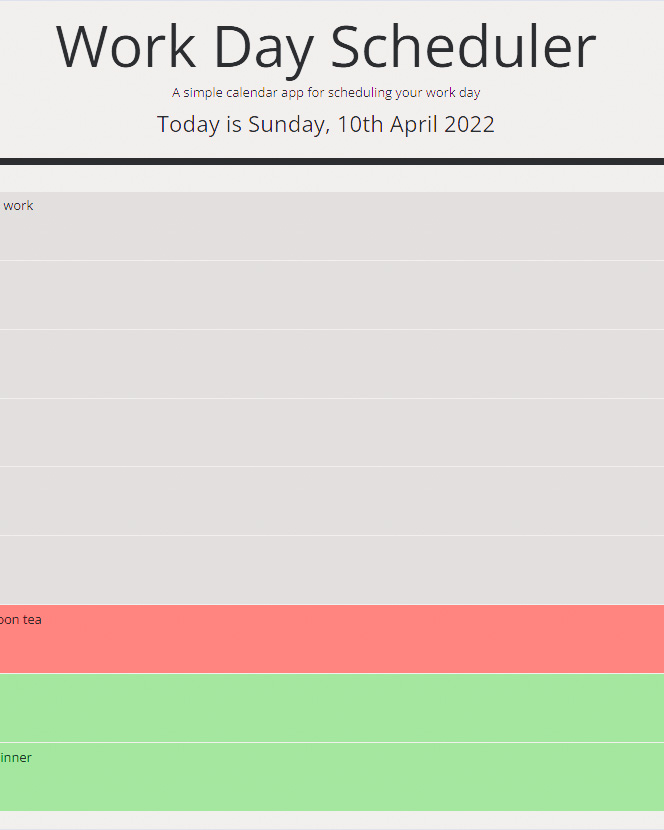 Work Day Scheduler
A simple calendar app for scheduling your work day
Today is Sunday, 10th April 2022
work
oon tea
inner